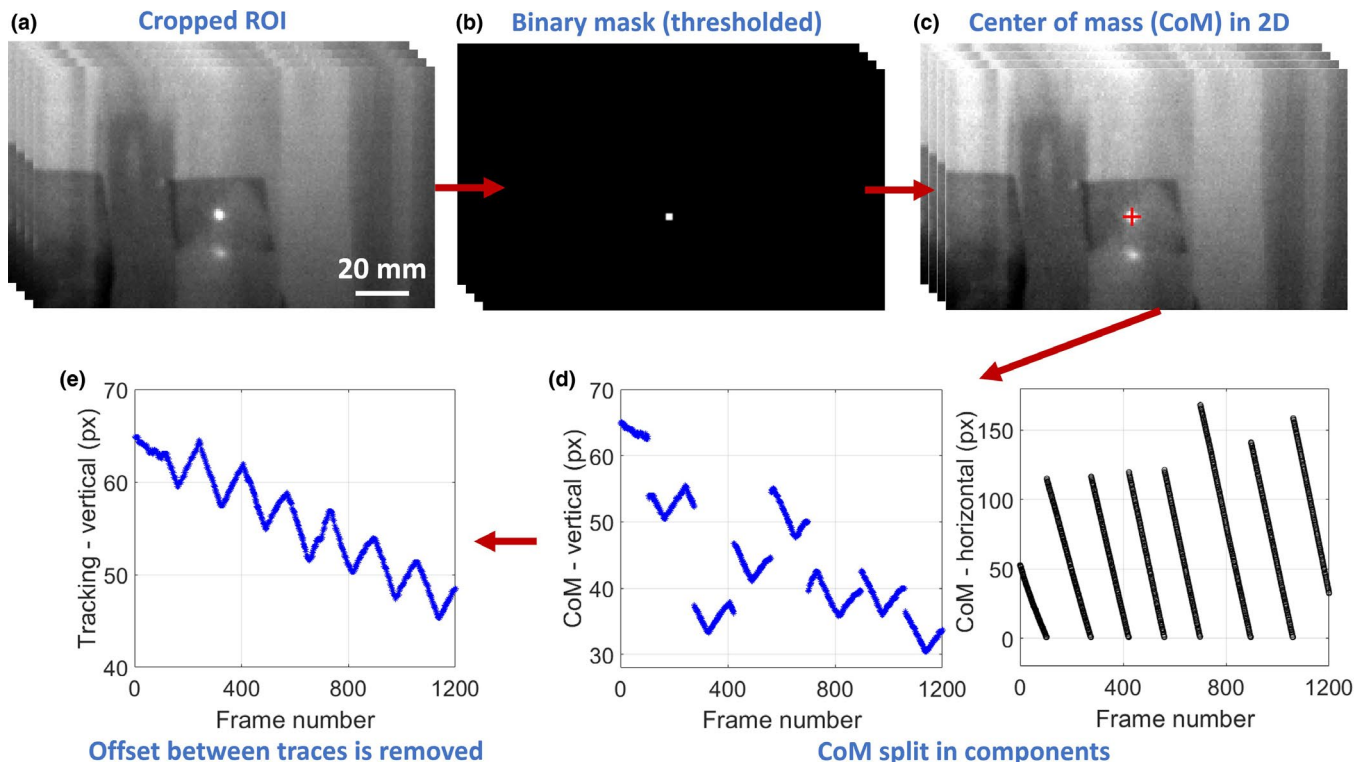 (a) Cropped ROI
(b) Binary mask (thresholded)
(c) Center of mass (CoM) in 2D
20 mm
(e)
70
60
50
40
Tracking - vertical (px)
0 400 800 1200
Frame number
Offset between traces is removed
(d)
70
60
50
40
30
CoM - vertical (px)
0 400 800 1200
Frame number
150
100
50
0
CoM - horizontal (px)
0 400 800 1200
Frame number
CoM split in components